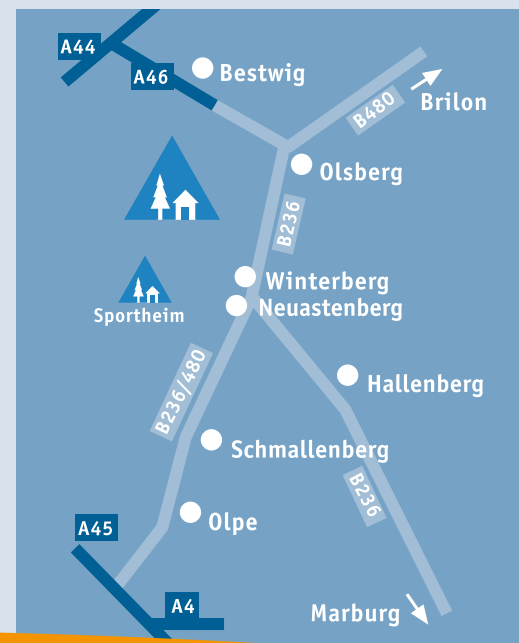 A44
A46
Bestwig
B480
Brilon
Olsberg
B236
Winterberg
Neuastenberg
Sportheim
B236/480
Hallenberg
Schmallenberg
B236
Olpe
A45
A4
Marburg